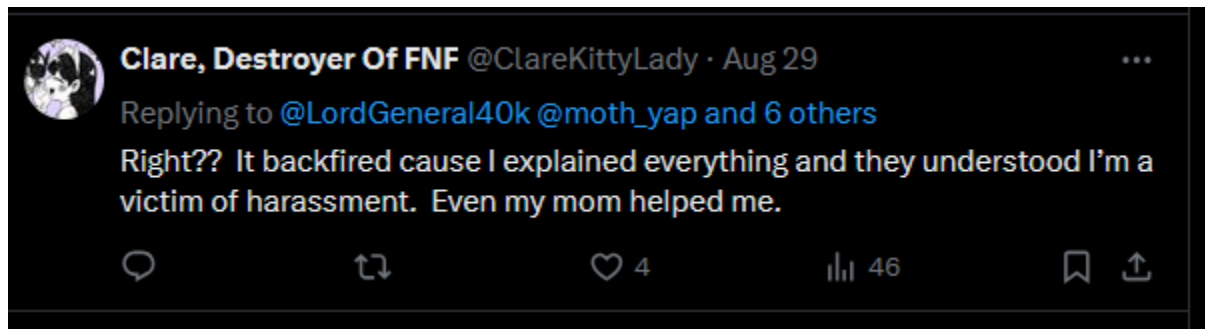 Clare, Destroyer Of FNF @ClareKittyLady · Aug 29
Replying to @LordGeneral40k @moth_yap and 6 others
Right??  It backfired cause I explained everything and they understood I’m a
victim of harassment.  Even my mom helped me.
4 46